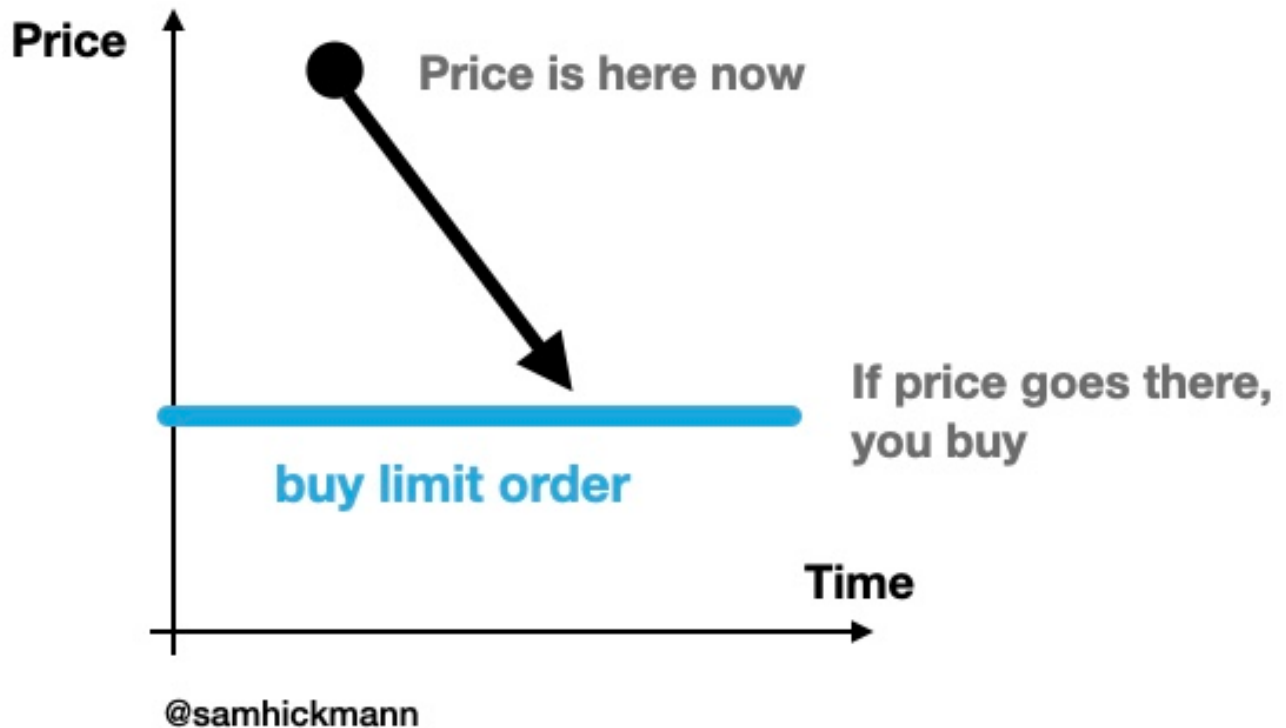 Price
Price is here now
If price goes there,
you buy
buy limit order
Time
@samhickmann